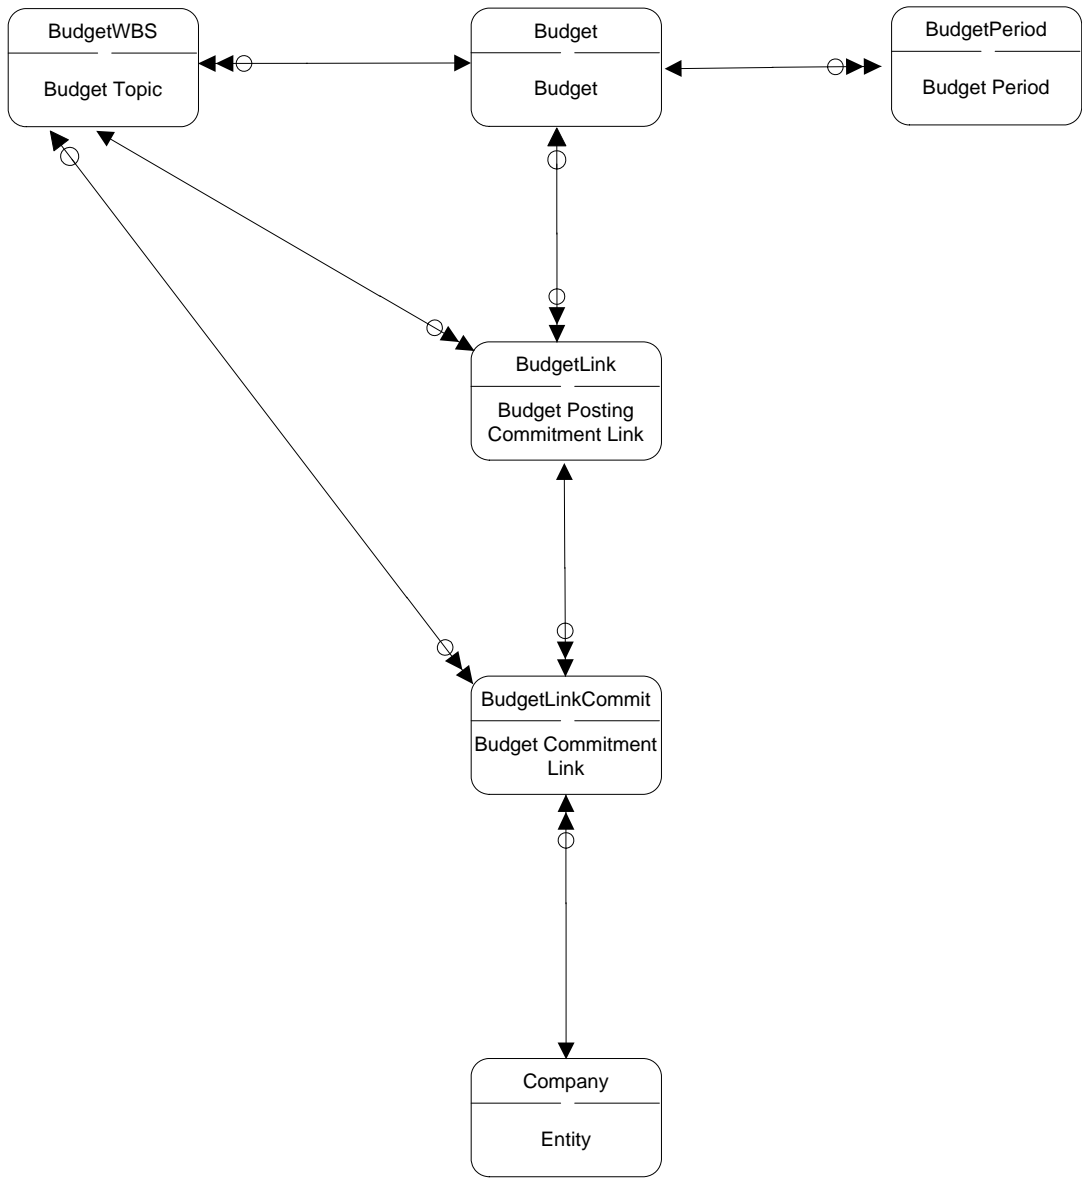 BudgetWBS
Budget Topic
Budget
Budget
BudgetPeriod
Budget Period
BudgetLink
Budget Posting
Commitment Link
BudgetLinkCommit
Budget Commitment
Link
Company
Entity